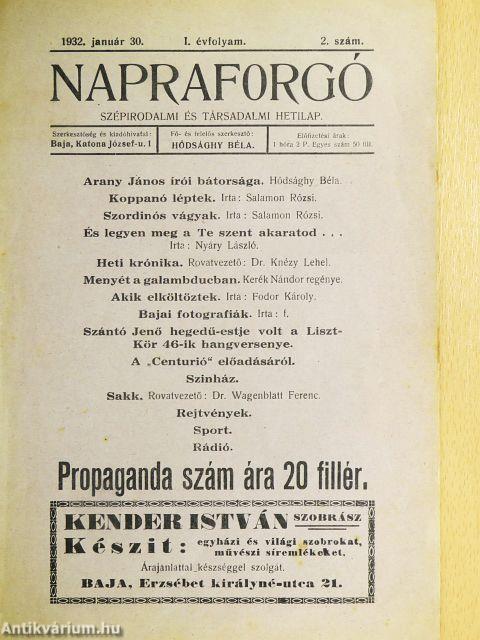 1932. január 30. I. évfolyam. 2. szám.
NAPRAFORGÓ
SZÉPIRODALMI ÉS TÁRSADALMI HETILAP.
Szerkesztőség és kiadóhivatal:
Baja, Katona József-u. 1
Fő- és felelős szerkesztő:
HÓDSÁGHY BÉLA.
Előfizetési árak:
1 hóra 2 P. Egyes szám 50 fill.
Arany János írói bátorsága. Hódsághy Béla.
Koppanó léptek. Irta: Salamon Rózsi.
Szordinós vágyak. Irta: Salamon Rózsi.
És legyen meg a Te szent akaratod . . .
Irta: Nyáry László.
Heti krónika. Rovatvezető: Dr. Knézy Lehel.
Menyét a galambducban. Kerék Nándor regénye.
Akik elköltöztek. Irta: Fodor Károly.
Bajai fotografiák. Irta: f.
Szántó Jenő hegedű-estje volt a Liszt-
Kör 46-ik hangversenye.
A „Centurió" előadásáról.
Szinház.
Sakk. Rovatvezető: Dr. Wagenblatt Ferenc.
Rejtvények.
Sport.
Rádió.
Propaganda szám ára 20 fillér.
KENDER ISTVÁN SZOBRÁSZ
Készit: egyházi és világi szobrokat,
művészi síremlékeket.
Árajánlattal készséggel szolgát.
BAJA, Erzsébet királyné-utca 21.
Antikvárium.hu